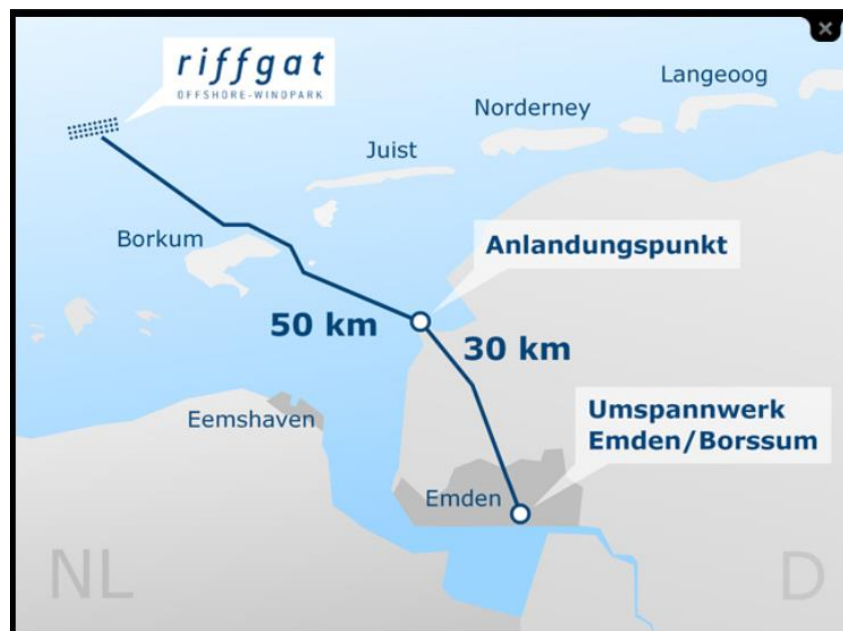 riffgat
OFFSHORE-WINDPARK
Langeoog
Norderney
Juist
Borkum
Anlandungspunkt
50 km
30 km
Eemshaven
Umspannwerk
Emden/Borssum
Emden
NL
D